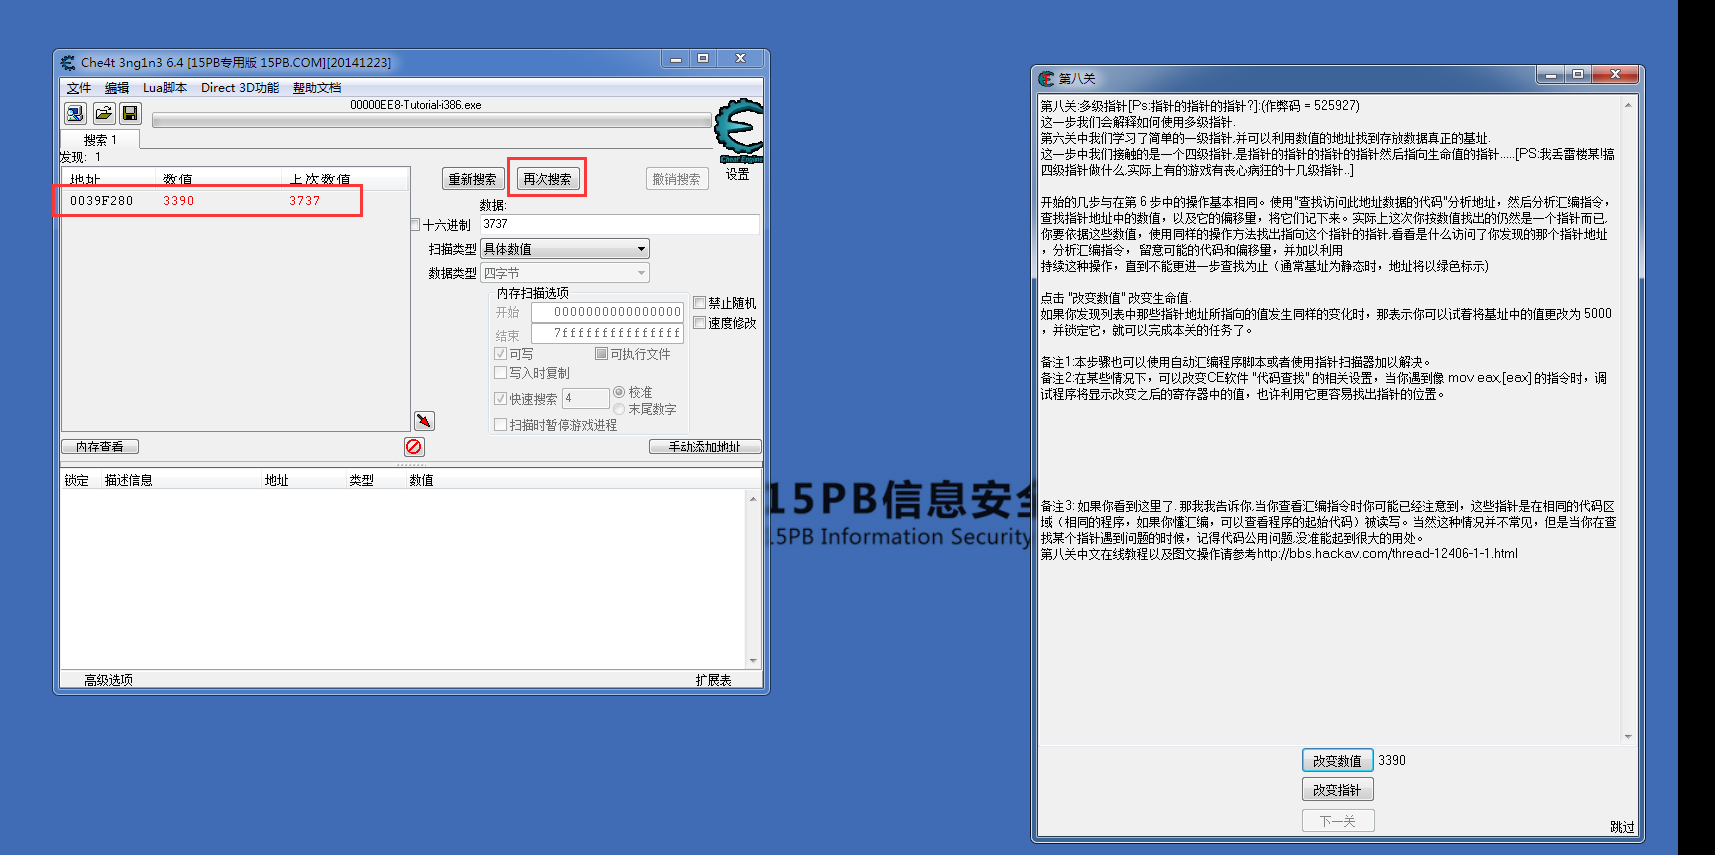 Che4t 3ng1n3 6.4 [15PB专用版 15PB.COM][20141223]
文件 编辑 Lua脚本 Direct 3D功能 帮助文档
00000EE8-Tutorial-i386.exe
搜索 1
发现: 1
地址 数值 上次数值
0039F280 3390 3737
重新搜索 再次搜索 撤销搜索
设置
Cheat Engine
数据:
十六进制 3737
扫描类型 具体数值
数据类型 四字节
内存扫描选项
开始 0000000000000000
结束 7fffffffffffffff
可写 可执行文件
写入时复制
快速搜索 4 校准
末尾数字
扫描时暂停游戏进程
禁止随机
速度修改
内存查看 手动添加地址
锁定 描述信息 地址 类型 数值
高级选项 扩展表
15PB信息安全
15PB Information Security
第八关
第八关:多级指针[Ps:指针的指针的指针?]:(作弊码 = 525927)
这一步我们会解释如何使用多级指针.
第六关中我们学习了简单的一级指针,并可以利用数值的地址找到存放数据真正的基址.
这一步中我们接触的是一个四级指针,是指针的指针的指针的指针然后指向生命值的指针.....[PS:我丢雷楼某!搞
四级指针做什么,实际上有的游戏有丧心病狂的十几级指针..]
开始的几步与在第 6 步中的操作基本相同。使用"查找访问此地址数据的代码"分析地址，然后分析汇编指令，
查找指针地址中的数值，以及它的偏移量，将它们记下来。实际上这次你按数值找出的仍然是一个指针而已,
你要依据这些数值，使用同样的操作方法找出指向这个指针的指针,看看是什么访问了你发现的那个指针地址
，分析汇编指令，留意可能的代码和偏移量，并加以利用
持续这种操作，直到不能更进一步查找为止（通常基址为静态时，地址将以绿色标示)
点击 "改变数值" 改变生命值.
如果你发现列表中那些指针地址所指向的值发生同样的变化时，那表示你可以试着将基址中的值更改为 5000
，并锁定它，就可以完成本关的任务了。
备注1:本步骤也可以使用自动汇编程序脚本或者使用指针扫描器加以解决。
备注2:在某些情况下，可以改变CE软件 "代码查找" 的相关设置，当你遇到像 mov eax,[eax] 的指令时，调
试程序将显示改变之后的寄存器中的值，也许利用它更容易找出指针的位置。
备注3: 如果你看到这里了. 那我我告诉你.当你查看汇编指令时你可能已经注意到，这些指针是在相同的代码区
域（相同的程序，如果你懂汇编，可以查看程序的起始代码）被读写。当然这种情况并不常见，但是当你在查
找某个指针遇到问题的时候，记得代码公用问题.没准能起到很大的用处。
第八关中文在线教程以及图文操作请参考http://bbs.hackav.com/thread-12406-1-1.html
改变数值 3390
改变指针
下一关
跳过